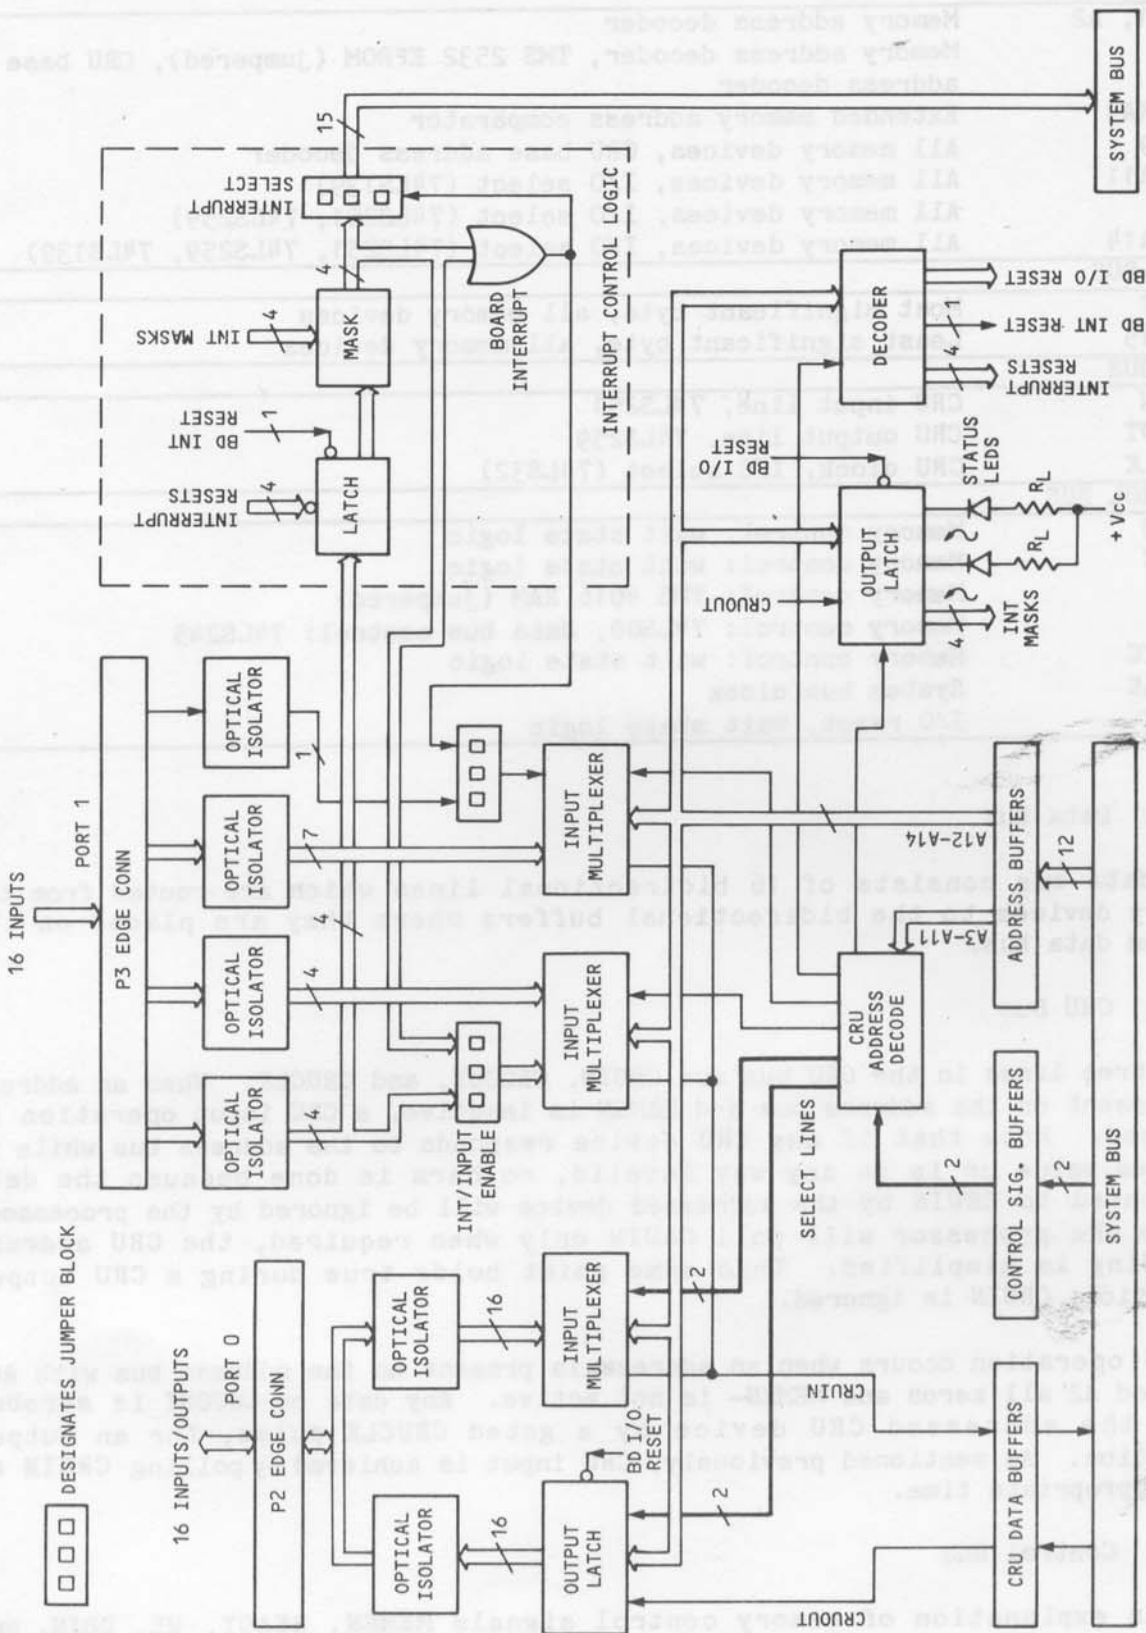 DESIGNATES JUMPER BLOCK
16 INPUTS
16 INPUTS/OUTPUTS
PORT 0
PORT 1
P2 EDGE CONN
P3 EDGE CONN
INTERRUPT
RESETS
4
BD INT
RESET
1
INT MASKS
4
INTERRUPT
SELECT
15
LATCH
MASK
4
BOARD
INTERRUPT
INTERRUPT CONTROL LOGIC
OPTICAL
ISOLATOR
OPTICAL
ISOLATOR
OPTICAL
ISOLATOR
OPTICAL
ISOLATOR
OPTICAL
ISOLATOR
OPTICAL
ISOLATOR
16
16
4
4
4
7
1
INT/INPUT
ENABLE
OUTPUT
LATCH
BD I/O
RESET
INPUT
MULTIPLEXER
INPUT
MULTIPLEXER
INPUT
MULTIPLEXER
2
2
SELECT LINES
CRUOUT
CRUIN
CRUOUT
BD I/O
RESET
OUTPUT
LATCH
DECODER
CRU
ADDRESS
DECODE
A3-A11
A12-A14
4
INT
MASKS
STATUS
LEDS
RL
RL
+Vcc
4
INTERRUPT
RESETS
1
BD INT RESET
BD I/O RESET
2
CRU DATA BUFFERS
CONTROL SIG. BUFFERS
ADDRESS BUFFERS
2
12
SYSTEM BUS
SYSTEM BUS